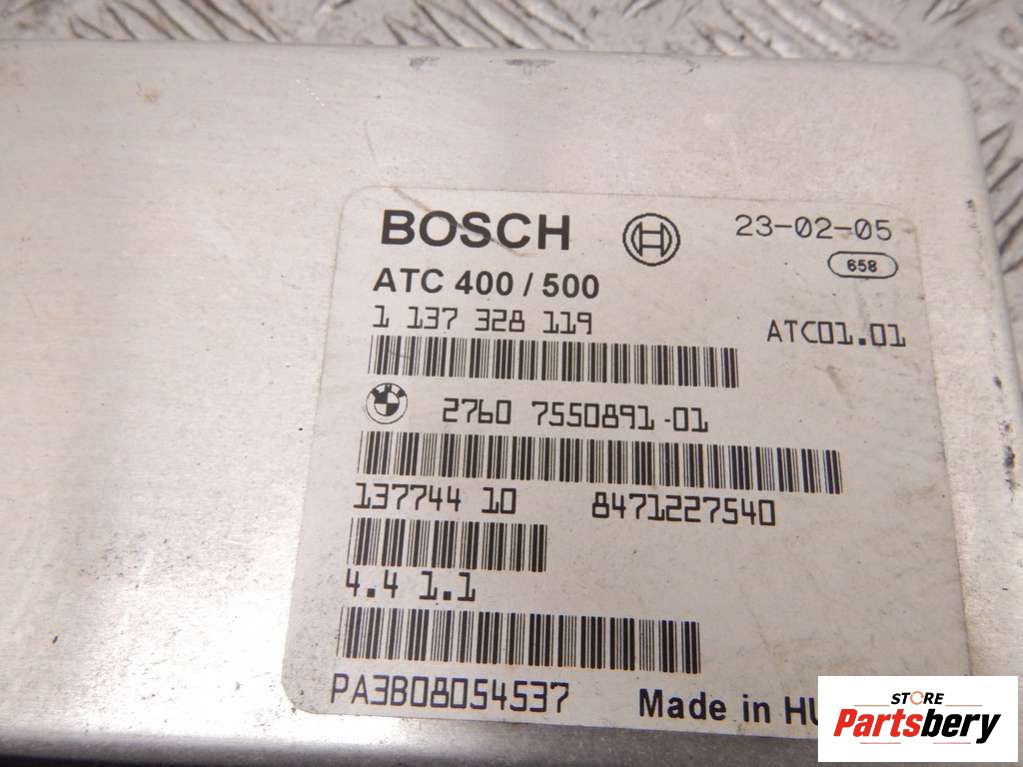 BOSCH 23-02-05
658
ATC 400 / 500
1 137 328 119 ATC01.01
2760 7550891-01
137744 10 8471227540
4.4 1.1
PA3B08054537 Made in HU
STORE
Partsbery